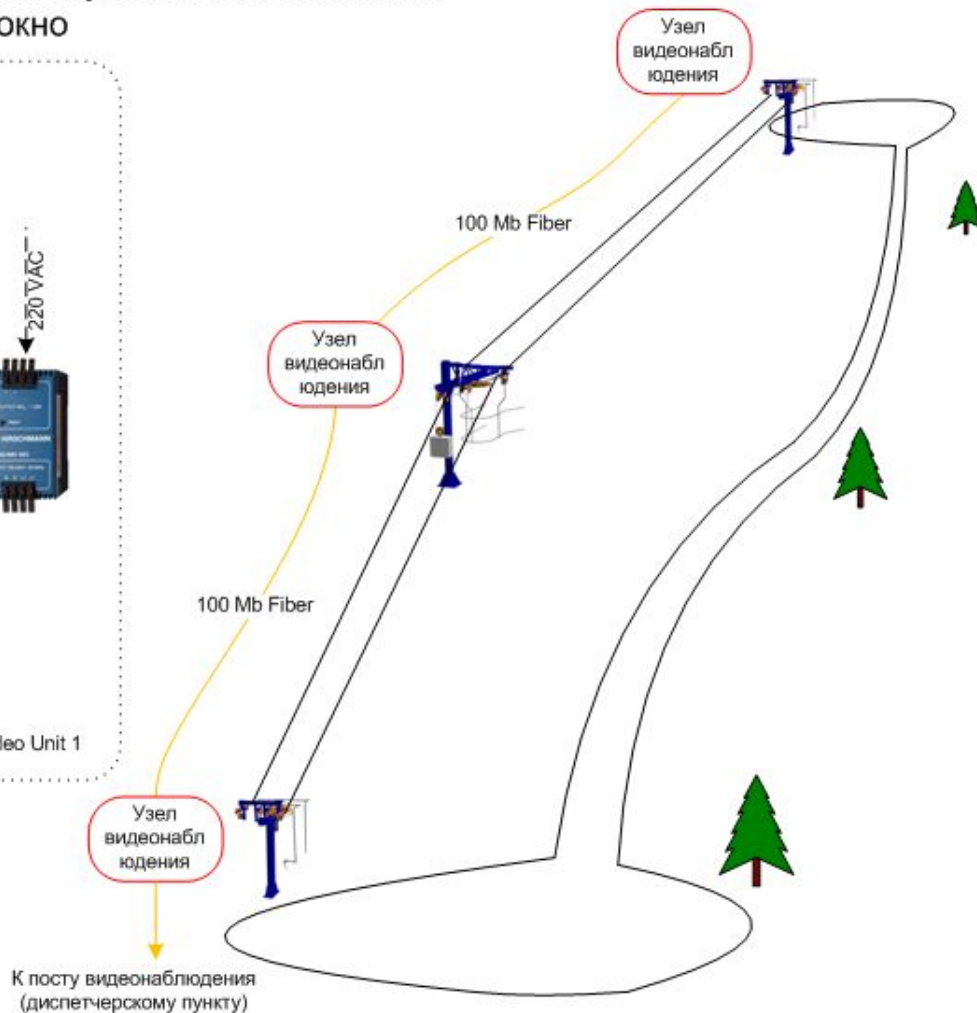 ОКНО
Узел
видеонабл
юдения
100 Mb Fiber
220 VAC
Узел
видеонабл
юдения
HIRSCHMANN
100 Mb Fiber
Unit 1
Узел
видеонабл
юдения
К посту видеонаблюдения
(диспетчерскому пункту)